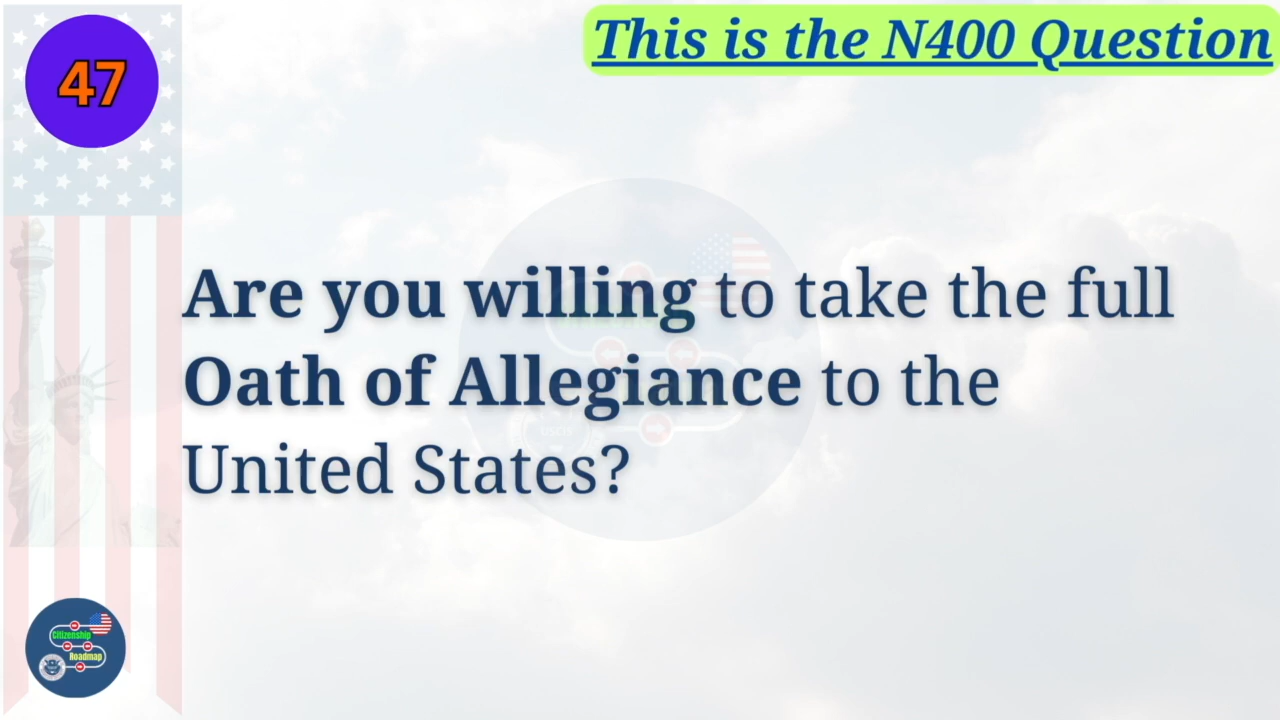 47
This is the N400 Question
Are you willing to take the full
Oath of Allegiance to the
United States?
Citizenship
Roadmap